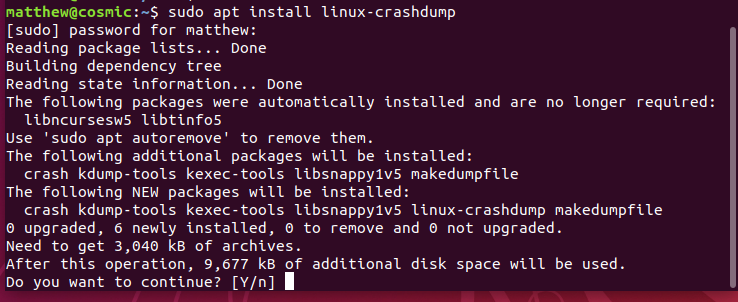 matthew@cosmic:~$ sudo apt install linux-crashdump
[sudo] password for matthew:
Reading package lists... Done
Building dependency tree
Reading state information... Done
The following packages were automatically installed and are no longer required:
  libncursesw5 libtinfo5
Use 'sudo apt autoremove' to remove them.
The following additional packages will be installed:
  crash kdump-tools kexec-tools libsnappy1v5 makedumpfile
The following NEW packages will be installed:
  crash kdump-tools kexec-tools libsnappy1v5 linux-crashdump makedumpfile
0 upgraded, 6 newly installed, 0 to remove and 0 not upgraded.
Need to get 3,040 kB of archives.
After this operation, 9,677 kB of additional disk space will be used.
Do you want to continue? [Y/n]